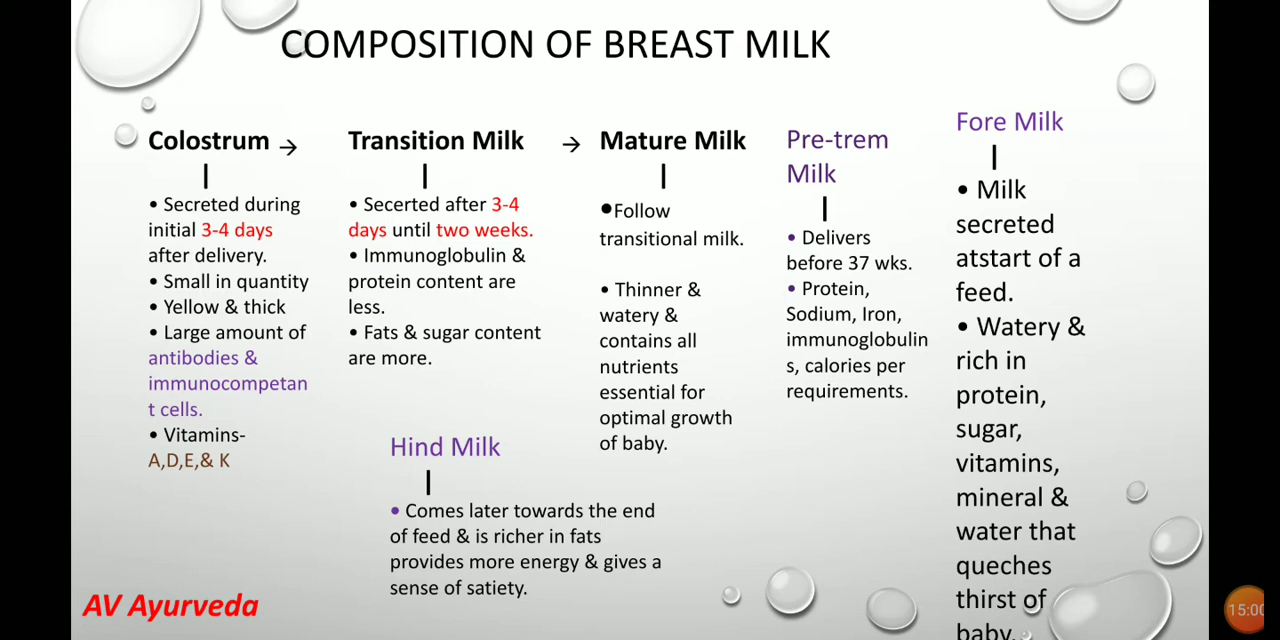 COMPOSITION OF BREAST MILK
Colostrum →
• Secreted during
initial 3-4 days
after delivery.
• Small in quantity
• Yellow & thick
• Large amount of
antibodies &
immunocompetan
t cells.
• Vitamins-
A,D,E,& K
Transition Milk →
• Secerted after 3-4
days until two weeks.
• Immunoglobulin &
protein content are
less.
• Fats & sugar content
are more.
Mature Milk
•Follow
transitional milk.
• Thinner &
watery &
contains all
nutrients
essential for
optimal growth
of baby.
Pre-trem
Milk
• Delivers
before 37 wks.
• Protein,
Sodium, Iron,
immunoglobulin
s, calories per
requirements.
Fore Milk
• Milk
secreted
atstart of a
feed.
• Watery &
rich in
protein,
sugar,
vitamins,
mineral &
water that
queches
thirst of
baby.
Hind Milk
• Comes later towards the end
of feed & is richer in fats
provides more energy & gives a
sense of satiety.
AV Ayurveda
15:00